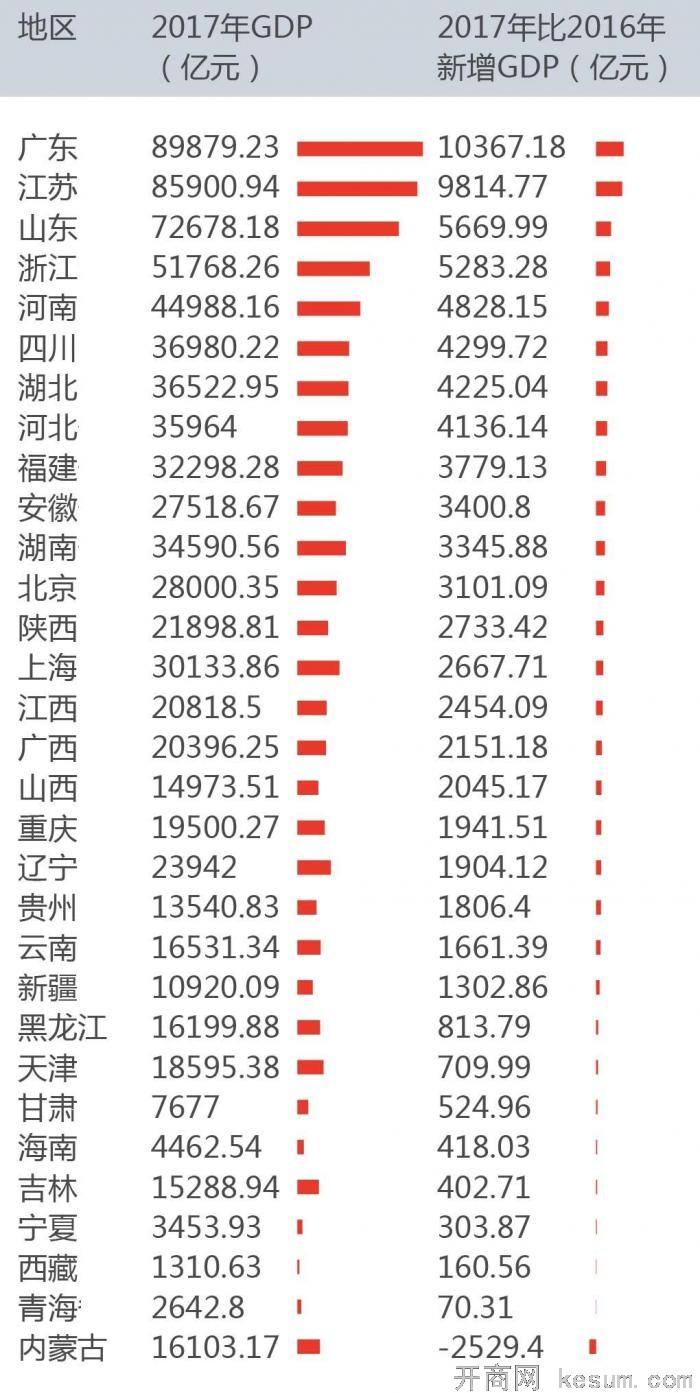 地区 2017年GDP 2017年比2016年
（亿元） 新增GDP（亿元）
广东 89879.23 10367.18
江苏 85900.94 9814.77
山东 72678.18 5669.99
浙江 51768.26 5283.28
河南 44988.16 4828.15
四川 36980.22 4299.72
湖北 36522.95 4225.04
河北 35964 4136.14
福建 32298.28 3779.13
安徽 27518.67 3400.8
湖南 34590.56 3345.88
北京 28000.35 3101.09
陕西 21898.81 2733.42
上海 30133.86 2667.71
江西 20818.5 2454.09
广西 20396.25 2151.18
山西 14973.51 2045.17
重庆 19500.27 1941.51
辽宁 23942 1904.12
贵州 13540.83 1806.4
云南 16531.34 1661.39
新疆 10920.09 1302.86
黑龙江 16199.88 813.79
天津 18595.38 709.99
甘肃 7677 524.96
海南 4462.54 418.03
吉林 15288.94 402.71
宁夏 3453.93 303.87
西藏 1310.63 160.56
青海 2642.8 70.31
内蒙古 16103.17 -2529.4
开商网 kesum.com